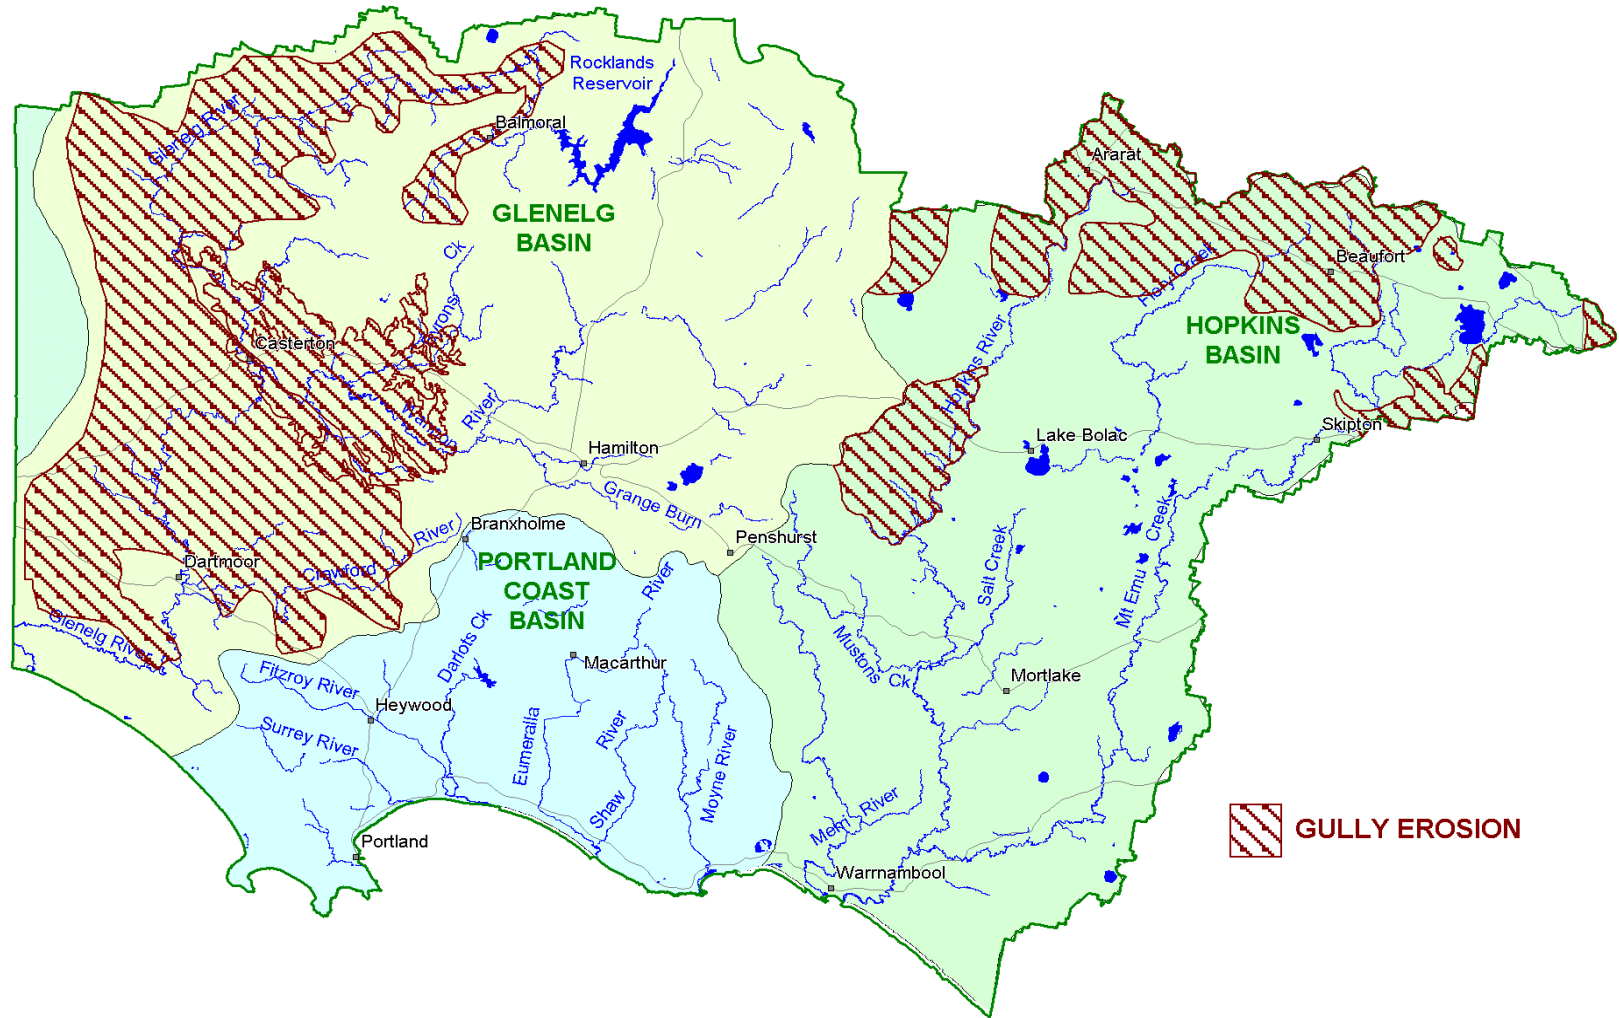 Rocklands
Reservoir
Glenelg River
Balmoral
Ararat
GLENELG
BASIN
Ck
Beaufort
Fiery Creek
HOPKINS
BASIN
Casterton
Hopkins River
Wannon
River
Skipton
Lake Bolac
Hamilton
Grange Burn
Branxholme
River
Penshurst
PORTLAND
COAST
BASIN
Dartmoor
Crawford
River
Salt Creek
Mt Emu Creek
Glenelg River
Darlots Ck
Mustons
Ck
Macarthur
Fitzroy River
Mortlake
Heywood
Surrey River
Eumeralla
River
Shaw
Moyne River
Merri River
GULLY EROSION
Portland
Warrnambool